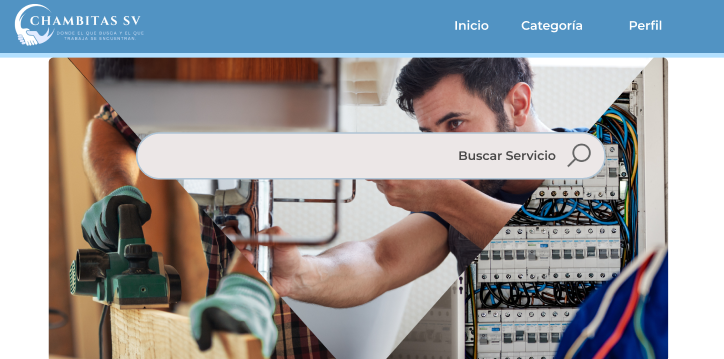 CHAMBITAS SV
DONDE EL QUE BUSCA Y EL QUE
TRABAJA SE ENCUENTRAN.
Inicio Categoría Perfil
Buscar Servicio